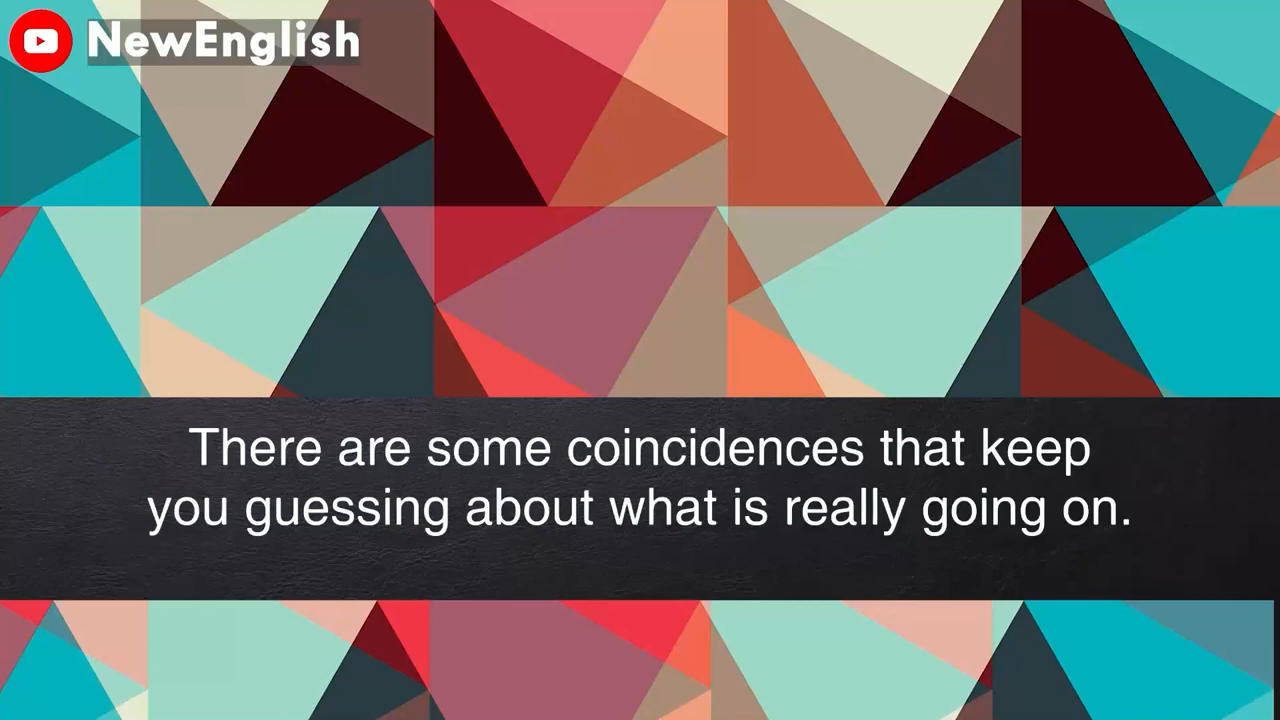 NewEnglish
There are some coincidences that keep
you guessing about what is really going on.